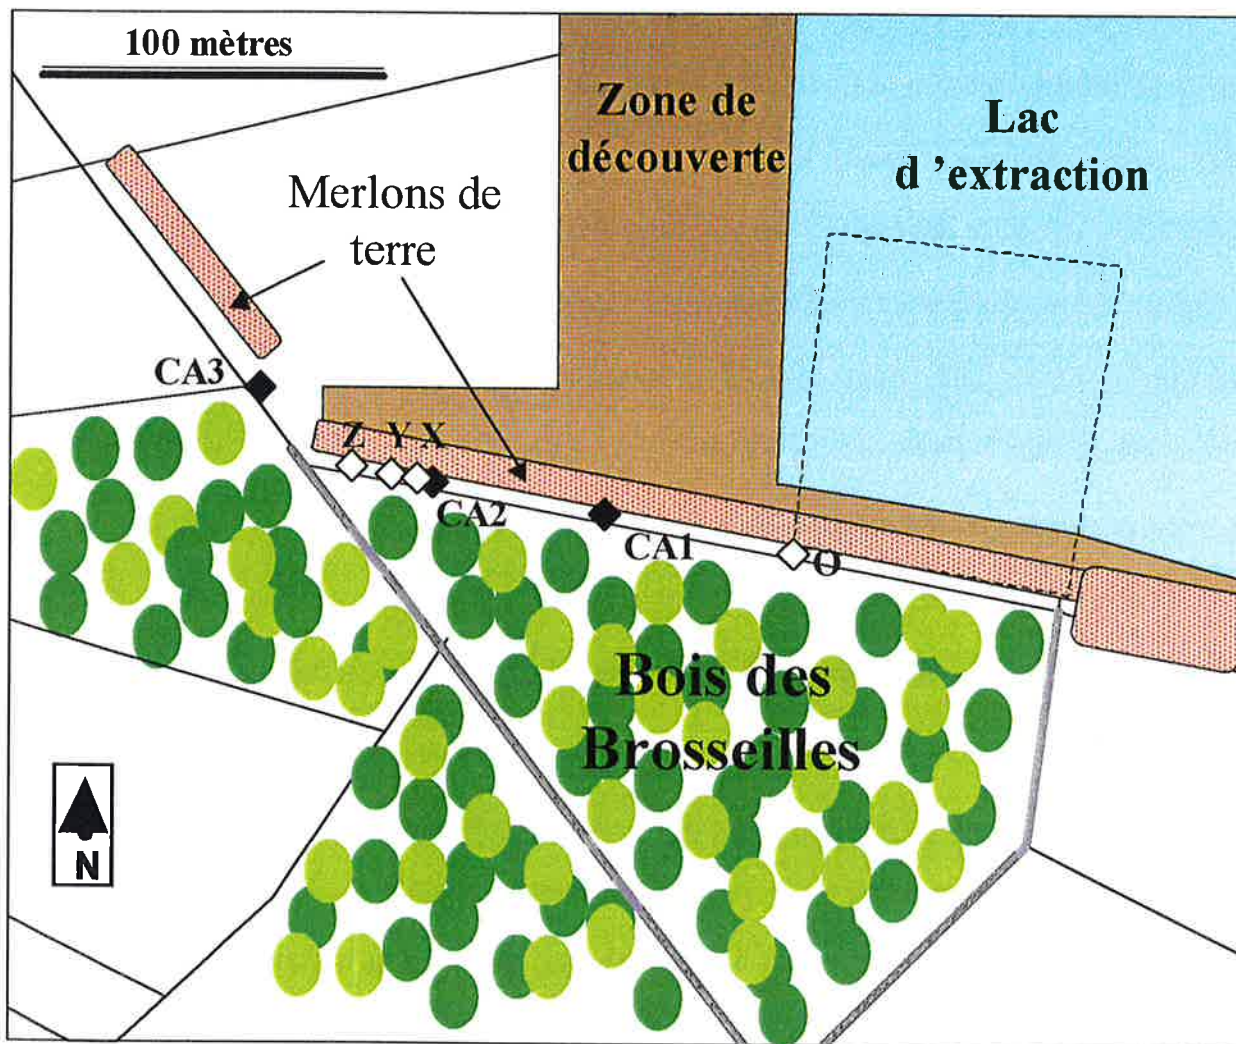 100 mètres
Zone de
découverte
Lac
d ’extraction
Merlons de
terre
CA3
Z Y X
CA2
CA1
O
Bois des
Brosseilles
N